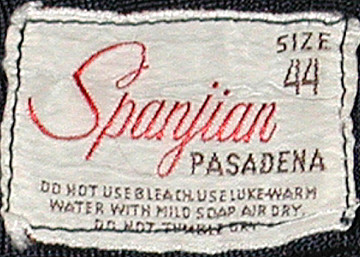 SIZE
44
Spanjian
PASADENA
DO NOT USE BLEACH. USE LUKE-WARM
WATER WITH MILD SOAP AIR DRY.
DO NOT TUMBLE DRY